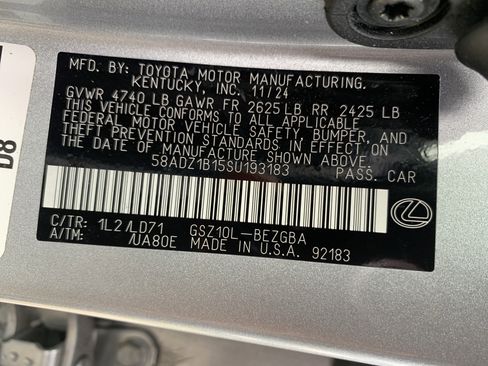 MFD. BY: TOYOTA MOTOR MANUFACTURING.
KENTUCKY, INC. 11/24
GVWR 4740 LB GAWR FR 2625 LB RR 2425 LB
THIS VEHICLE CONFORMS TO ALL APPLICABLE
FEDERAL MOTOR VEHICLE SAFETY, BUMPER, AND
THEFT PREVENTION STANDARDS IN EFFECT ON
THE DATE OF MANUFACTURE SHOWN ABOVE.
58ADZ1B15SU193183 PASS. CAR
C/TR: 1L2/LD71 GSZ10L-BEZGBA
A/TM: /UA80E MADE IN U.S.A. 92183
D8